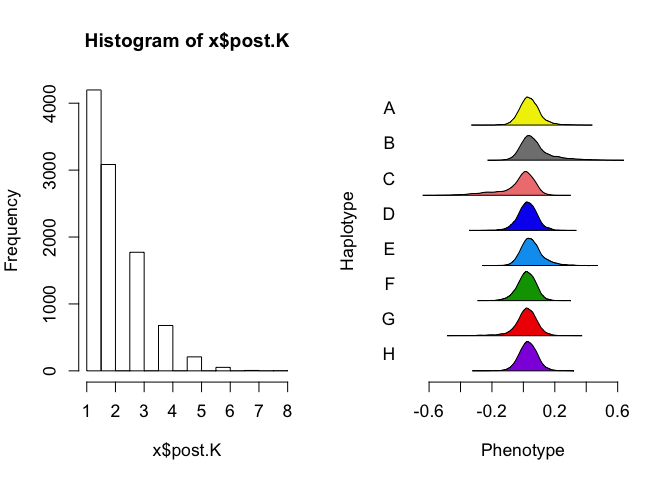 Histogram of x$post.K
Frequency
0
1000
2000
3000
4000
1 2 3 4 5 6 7 8
x$post.K
Haplotype
A
B
C
D
E
F
G
H
-0.6 -0.2 0.2 0.6
Phenotype